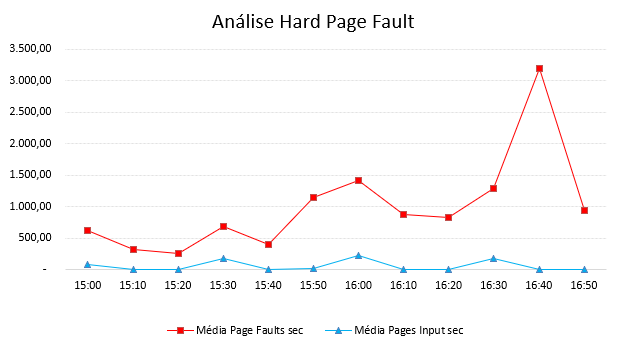 Análise Hard Page Fault
3.500,00
3.000,00
2.500,00
2.000,00
1.500,00
1.000,00
500,00
-
15:00 15:10 15:20 15:30 15:40 15:50 16:00 16:10 16:20 16:30 16:40 16:50
Média Page Faults sec Média Pages Input sec